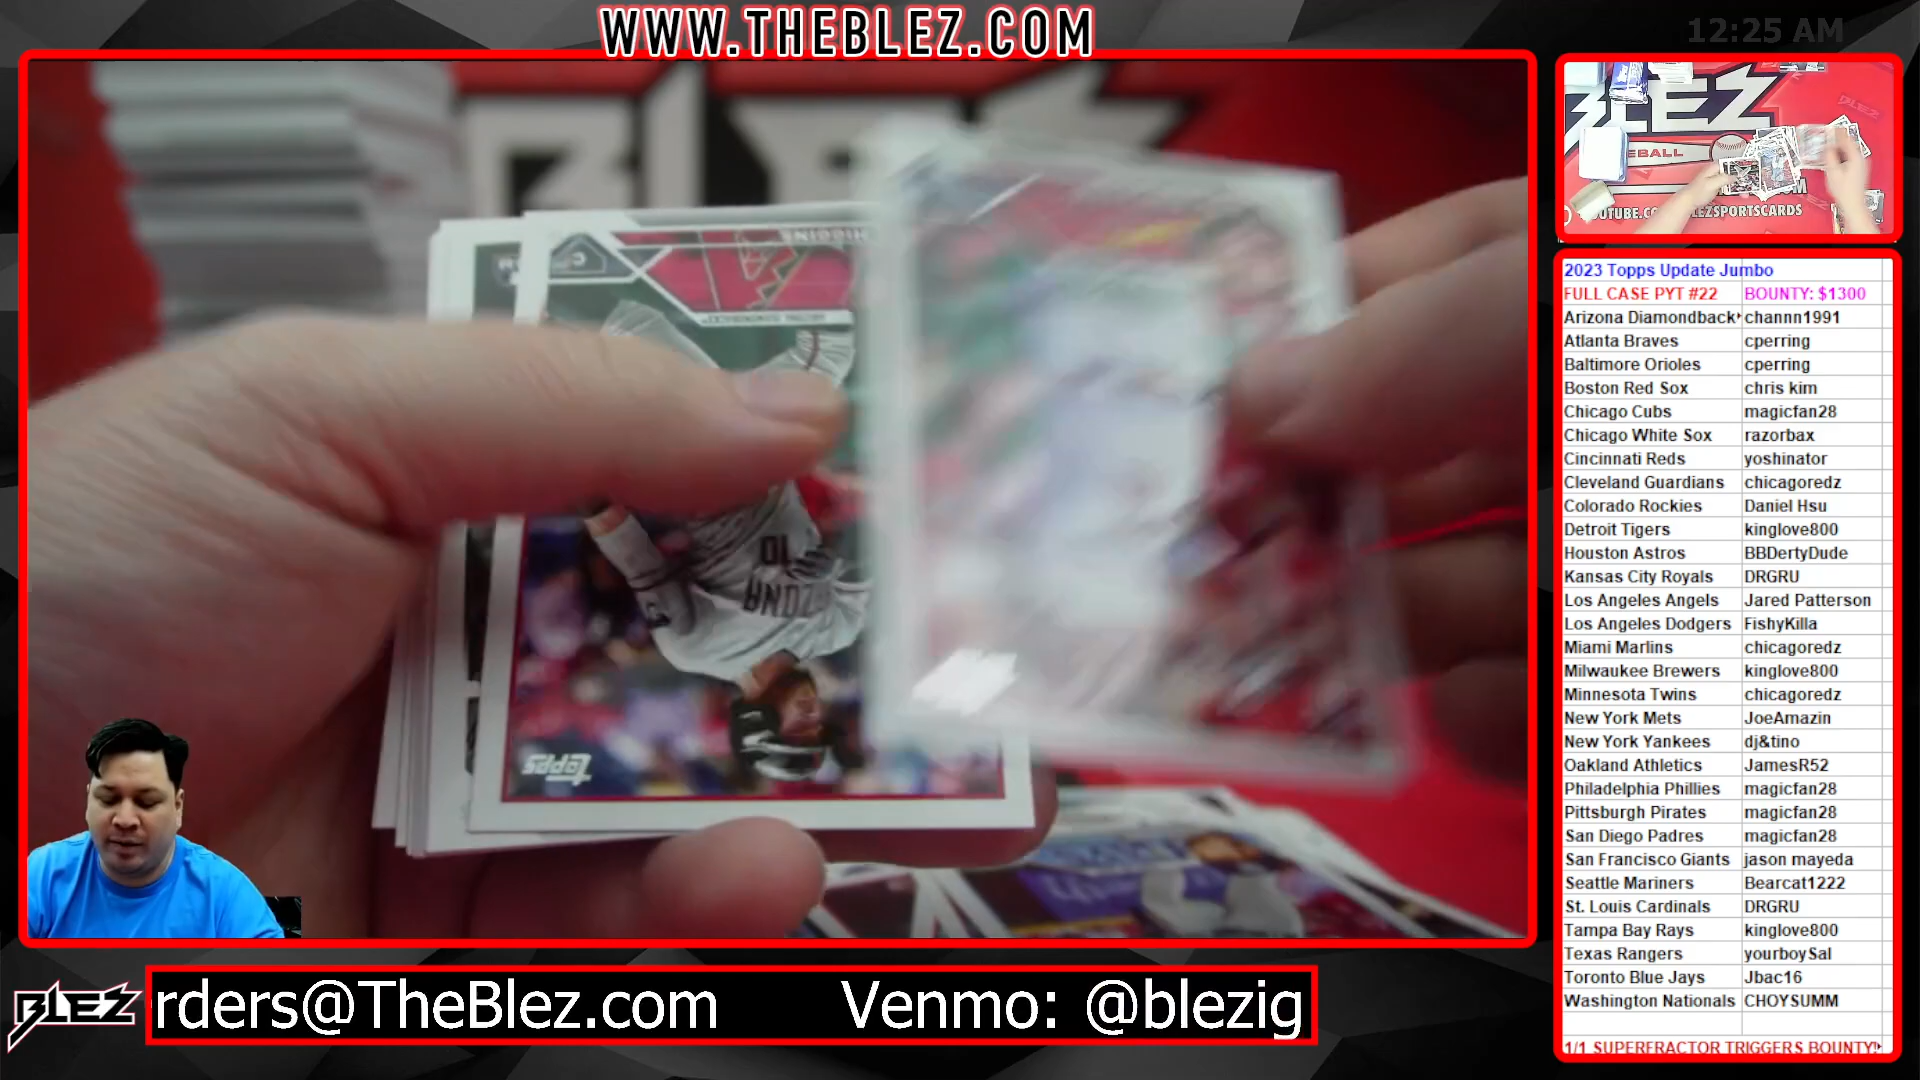 WWW.THEBLEZ.COM
12:25 AM
HIGGINS
TOPPS
BLEZ
EBALL
2023 Topps Update Jumbo
FULL CASE PYT #22 BOUNTY: $1300
Arizona Diamondback channn1991
Atlanta Braves cperring
Baltimore Orioles cperring
Boston Red Sox chris kim
Chicago Cubs magicfan28
Chicago White Sox razorbax
Cincinnati Reds yoshinator
Cleveland Guardians chicagoredz
Colorado Rockies Daniel Hsu
Detroit Tigers kinglove800
Houston Astros BBDertyDude
Kansas City Royals DRGRU
Los Angeles Angels Jared Patterson
Los Angeles Dodgers FishyKilla
Miami Marlins chicagoredz
Milwaukee Brewers kinglove800
Minnesota Twins chicagoredz
New York Mets JoeAmazin
New York Yankees dj&tino
Oakland Athletics JamesR52
Philadelphia Phillies magicfan28
Pittsburgh Pirates magicfan28
San Diego Padres magicfan28
San Francisco Giants jason mayeda
Seattle Mariners Bearcat1222
St. Louis Cardinals DRGRU
Tampa Bay Rays kinglove800
Texas Rangers yourboySal
Toronto Blue Jays Jbac16
Washington Nationals CHOYSUMM
1/1 SUPERFRACTOR TRIGGERS BOUNTY!
BLEZ
rders@TheBlez.com Venmo: @blezig